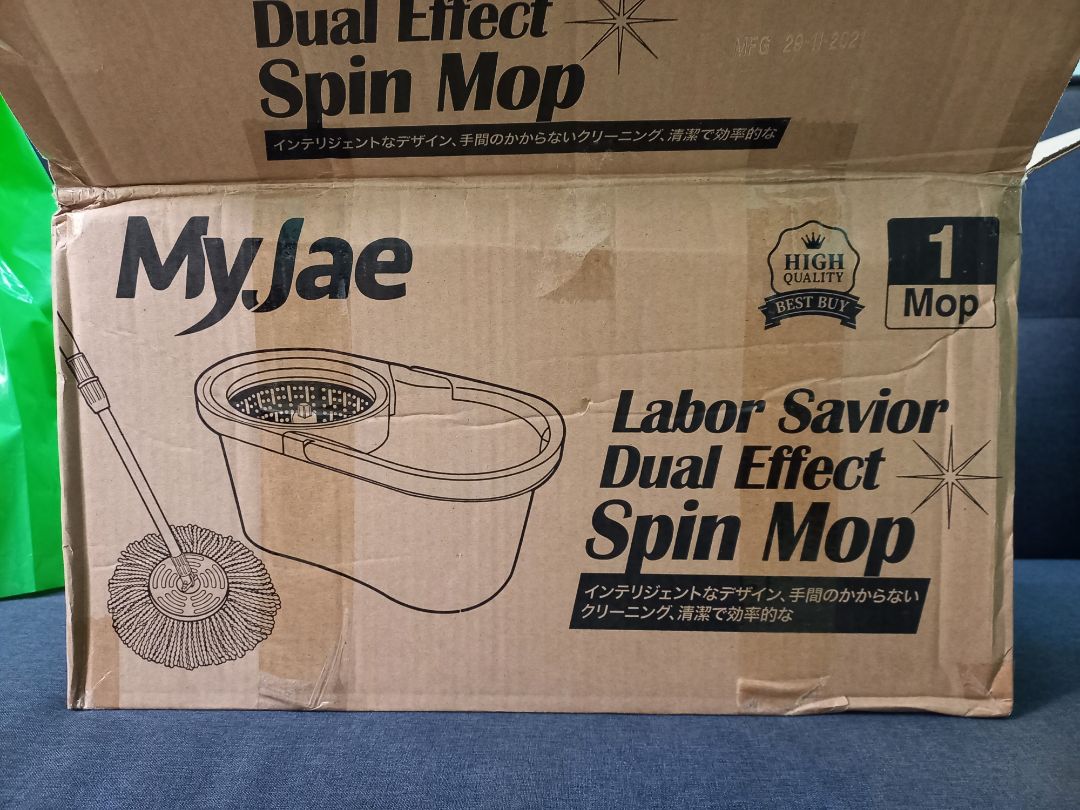 Dual Effect
Spin Mop
MFG 29-11-2021
インテリジェントなデザイン、手間のかからないクリーニング、清潔で効率的な
MyJae
HIGH
QUALITY
BEST BUY
1
Mop
Labor Savior
Dual Effect
Spin Mop
インテリジェントなデザイン、手間のかからない
クリーニング、清潔で効率的な